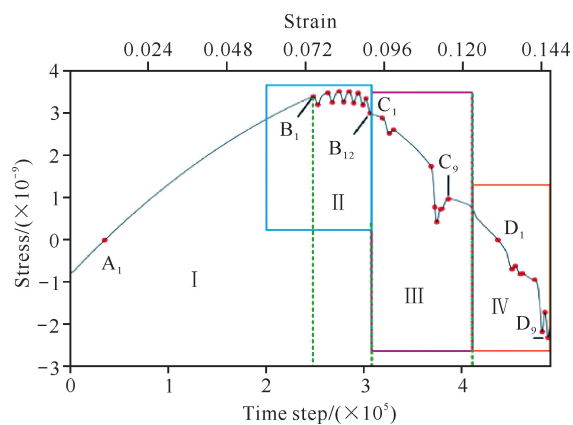 Strain
0.024 0.048 0.072 0.096 0.120 0.144
4
3
2
1
0
−1
−2
−3
Stress/(×10⁻⁹)
A₁
B₁
B₁₂
C₁
C₉
D₁
D₉
I
II
III
IV
0 1 2 3 4
Time step/(×10⁵)